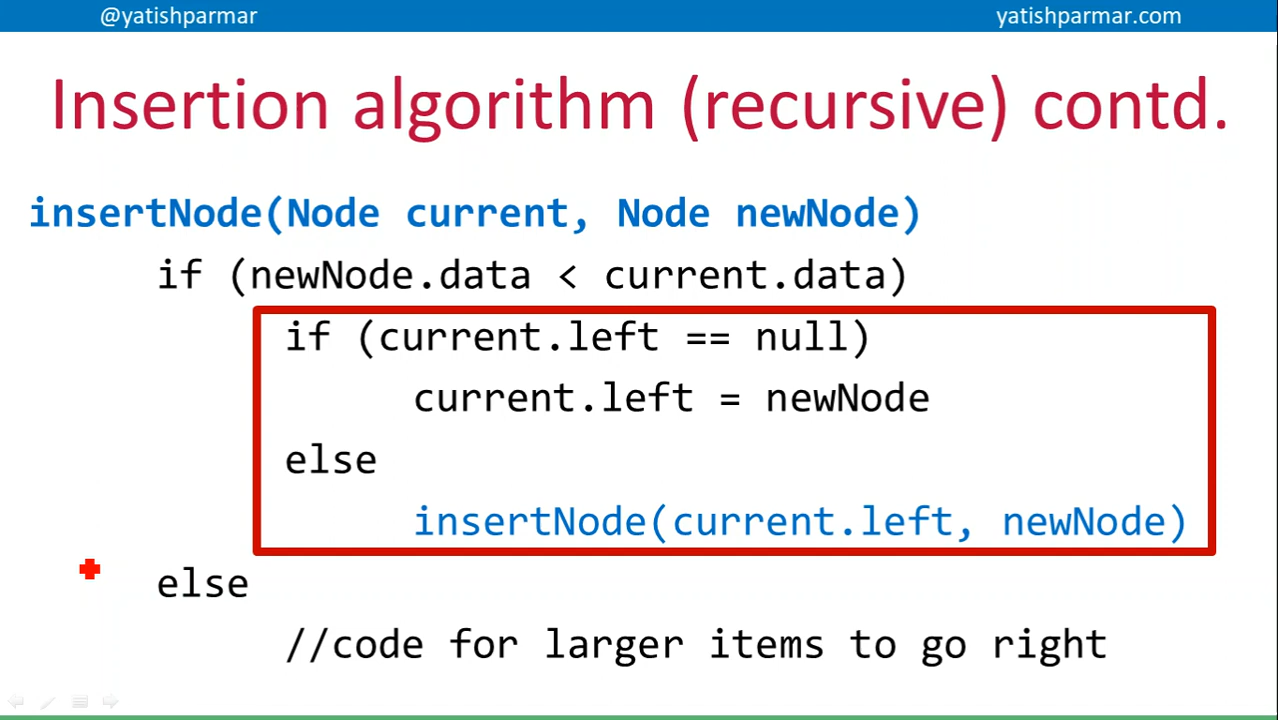 @yatishparmar
yatishparmar.com
Insertion algorithm (recursive) contd.
insertNode(Node current, Node newNode)
if (newNode.data < current.data)
if (current.left == null)
current.left = newNode
else
insertNode(current.left, newNode)
else
//code for larger items to go right